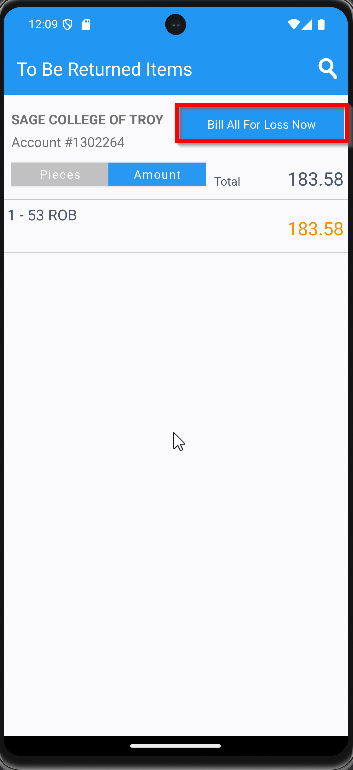 12:09
To Be Returned Items
SAGE COLLEGE OF TROY
Bill All For Loss Now
Account #1302264
Pieces
Amount
Total
183.58
1 - 53 ROB
183.58